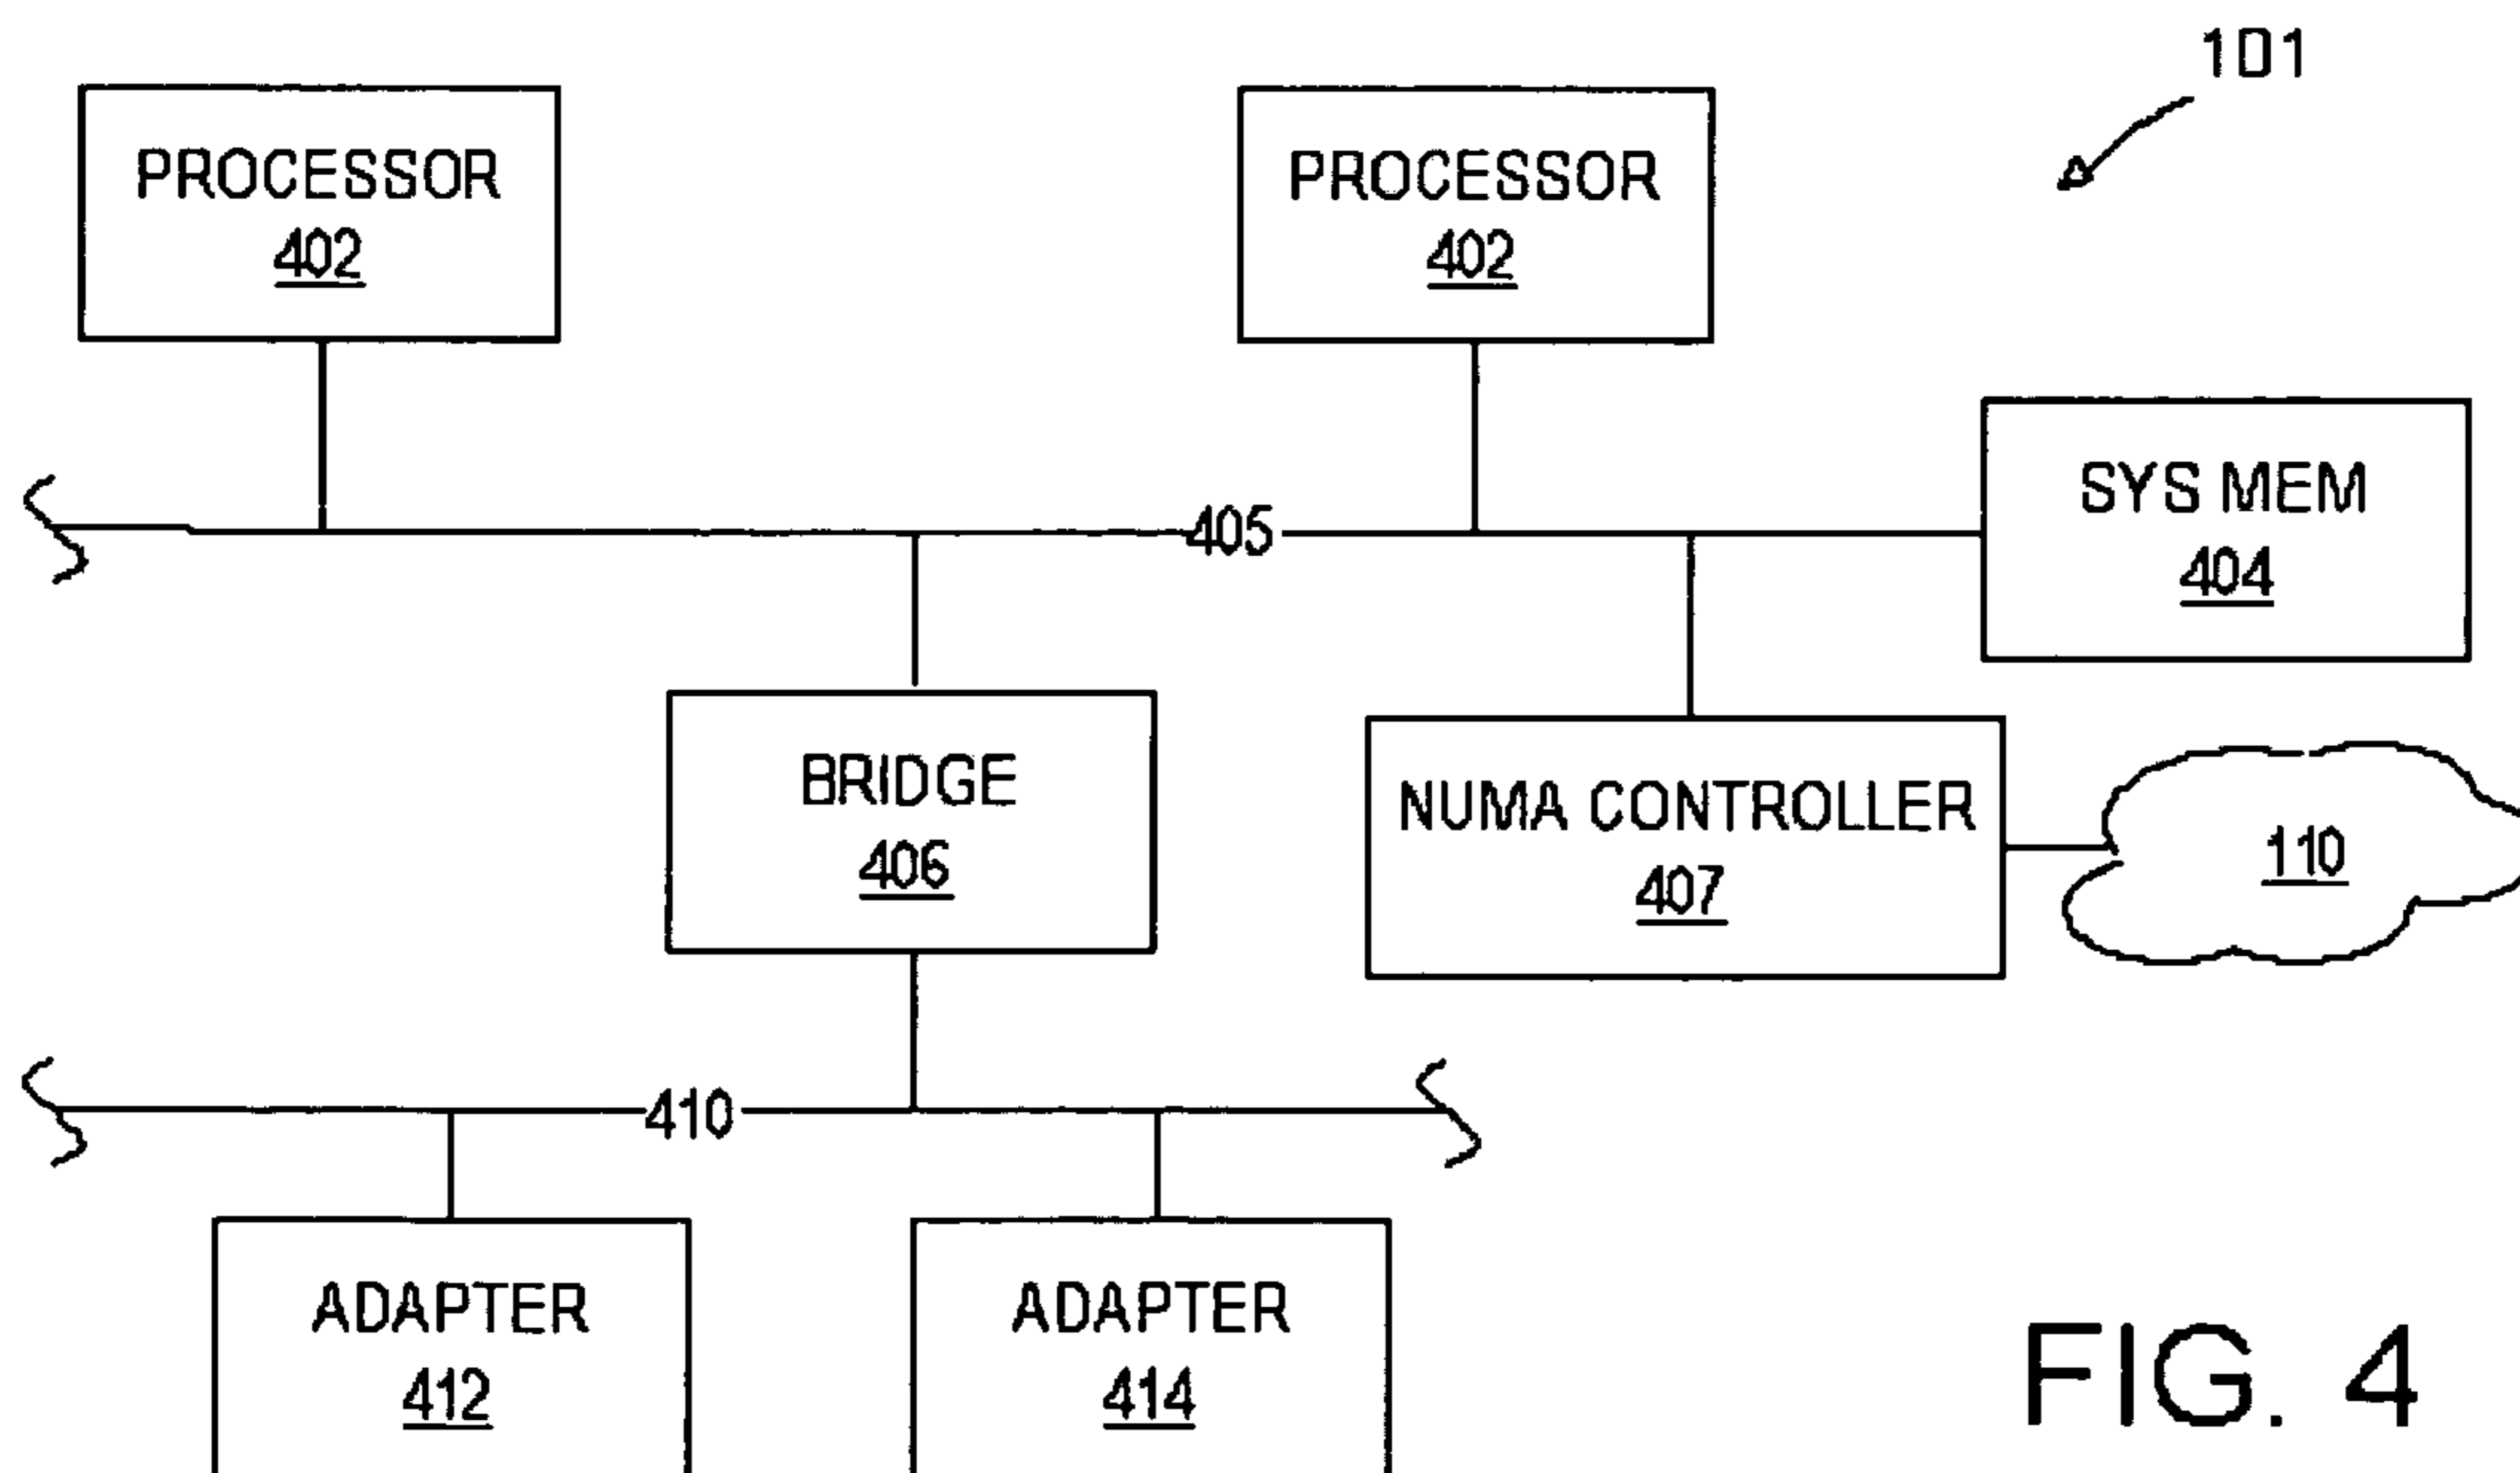 101
PROCESSOR
402
PROCESSOR
402
405
SYS MEM
404
BRIDGE
406
NUMA CONTROLLER
407
110
410
ADAPTER
412
ADAPTER
414
FIG. 4